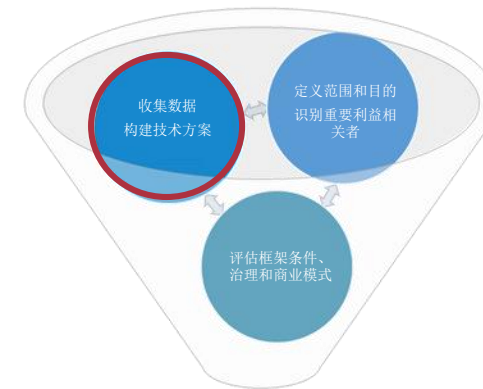 收集数据
构建技术方案
定义范围和目的
识别重要利益相
关者
评估框架条件、
治理和商业模式